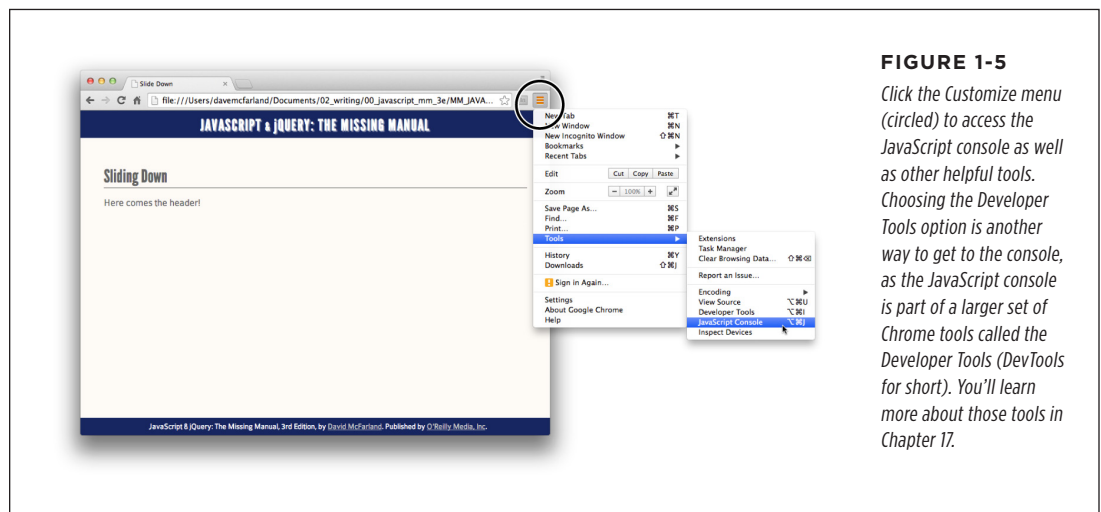 Slide Down
file:///Users/davemcfarland/Documents/02_writing/00_javascript_mm_3e/MM_JAVA...
JAVASCRIPT & jQUERY: THE MISSING MANUAL
Sliding Down
Here comes the header!
JavaScript & jQuery: The Missing Manual, 3rd Edition, by David McFarland. Published by O'Reilly Media, Inc.
New Tab ⌘T
New Window ⌘N
New Incognito Window ⇧⌘N
Bookmarks
Recent Tabs
Edit Cut Copy Paste
Zoom − 100% +
Save Page As... ⌘S
Find... ⌘F
Print... ⌘P
Tools
History ⌘Y
Downloads ⇧⌘J
Sign in Again...
Settings
About Google Chrome
Help
Extensions
Task Manager
Clear Browsing Data... ⇧⌘⌫
Report an Issue...
Encoding
View Source ⌥⌘U
Developer Tools ⌥⌘I
JavaScript Console ⌥⌘J
Inspect Devices
FIGURE 1-5
Click the Customize menu
(circled) to access the
JavaScript console as well
as other helpful tools.
Choosing the Developer
Tools option is another
way to get to the console,
as the JavaScript console
is part of a larger set of
Chrome tools called the
Developer Tools (DevTools
for short). You'll learn
more about those tools in
Chapter 17.